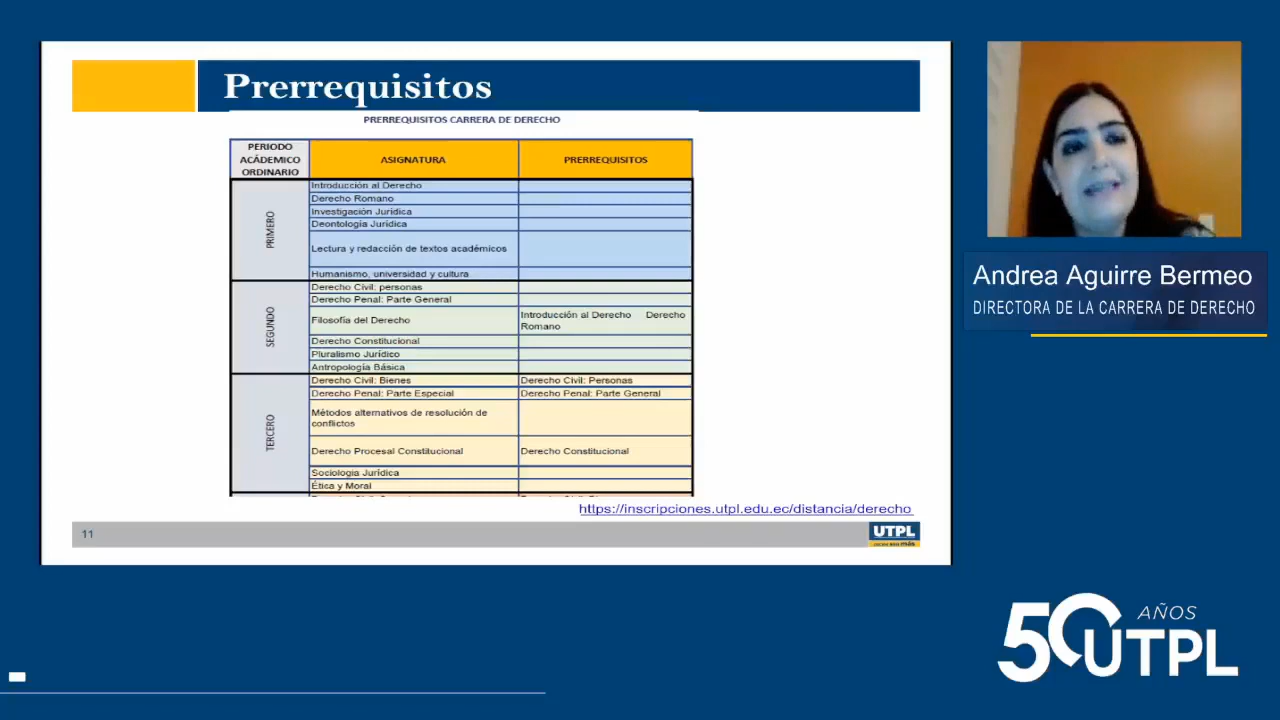 Prerrequisitos
PRERREQUISITOS CARRERA DE DERECHO
PERIODO
ACÁDEMICO
ORDINARIO
ASIGNATURA
PRERREQUISITOS
PRIMERO
Introducción al Derecho
Derecho Romano
Investigación Jurídica
Deontología Jurídica
Lectura y redacción de textos académicos
Humanismo, universidad y cultura
SEGUNDO
Derecho Civil: personas
Derecho Penal: Parte General
Filosofía del Derecho
Introducción al Derecho Derecho
Romano
Derecho Constitucional
Pluralismo Jurídico
Antropología Básica
TERCERO
Derecho Civil: Bienes
Derecho Civil: Personas
Derecho Penal: Parte Especial
Derecho Penal: Parte General
Métodos alternativos de resolución de
conflictos
Derecho Procesal Constitucional
Derecho Constitucional
Sociología Jurídica
Ética y Moral
https://inscripciones.utpl.edu.ec/distancia/derecho
11
UTPL
Andrea Aguirre Bermeo
DIRECTORA DE LA CARRERA DE DERECHO
50 AÑOS
UTPL